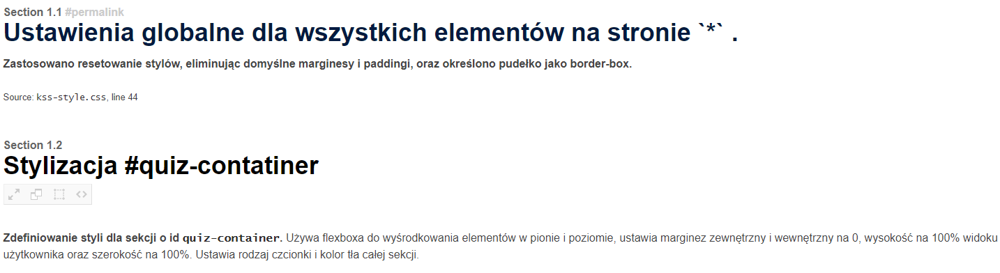 Section 1.1 #permalink
Ustawienia globalne dla wszystkich elementów na stronie `*` .
Zastosowano resetowanie stylów, eliminując domyślne marginesy i paddingi, oraz określono pudełko jako border-box.
Source: kss-style.css, line 44
Section 1.2
Stylizacja #quiz-contatiner
Zdefiniowanie styli dla sekcji o id quiz-container. Używa flexboxa do wyśrodkowania elementów w pionie i poziomie, ustawia marginez zewnętrzny i wewnętrzny na 0, wysokość na 100% widoku
użytkownika oraz szerokość na 100%. Ustawia rodzaj czcionki i kolor tła całej sekcji.